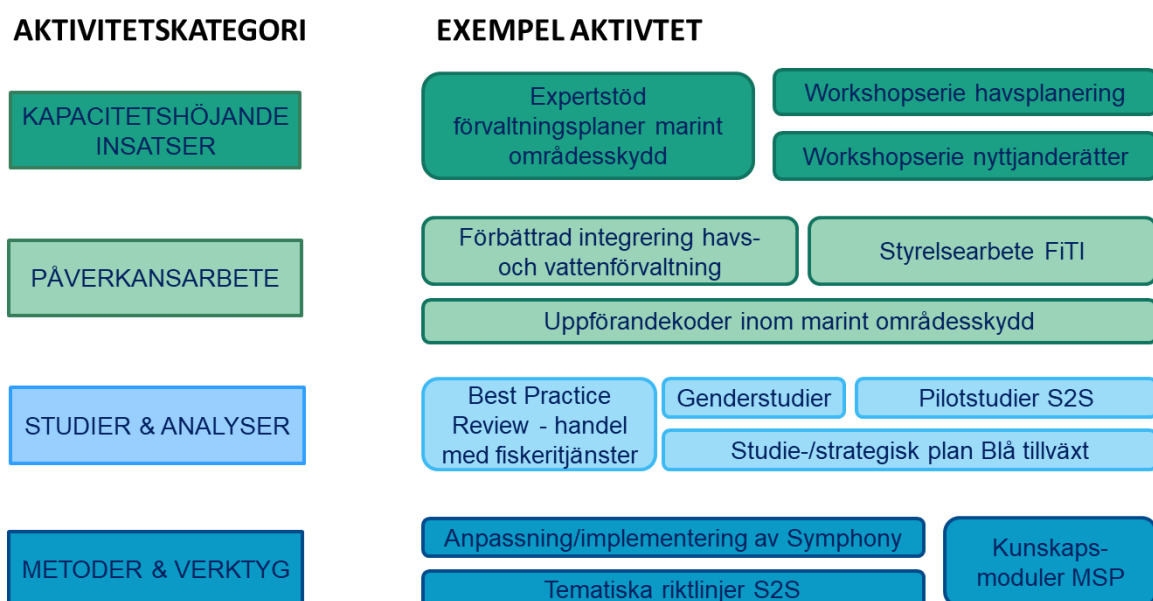 AKTIVITETSKATEGORI
EXEMPEL AKTIVTET
KAPACITETSHÖJANDE
INSATSER
Expertstöd
förvaltningsplaner marint
områdesskydd
Workshopserie havsplanering
Workshopserie nyttjanderätter
PÅVERKANSARBETE
Förbättrad integrering havs-
och vattenförvaltning
Styrelsearbete FiTI
Uppförandekoder inom marint områdesskydd
STUDIER & ANALYSER
Best Practice
Review - handel
med fiskeritjänster
Genderstudier
Pilotstudier S2S
Studie-/strategisk plan Blå tillväxt
METODER & VERKTYG
Anpassning/implementering av Symphony
Tematiska riktlinjer S2S
Kunskaps-
moduler MSP